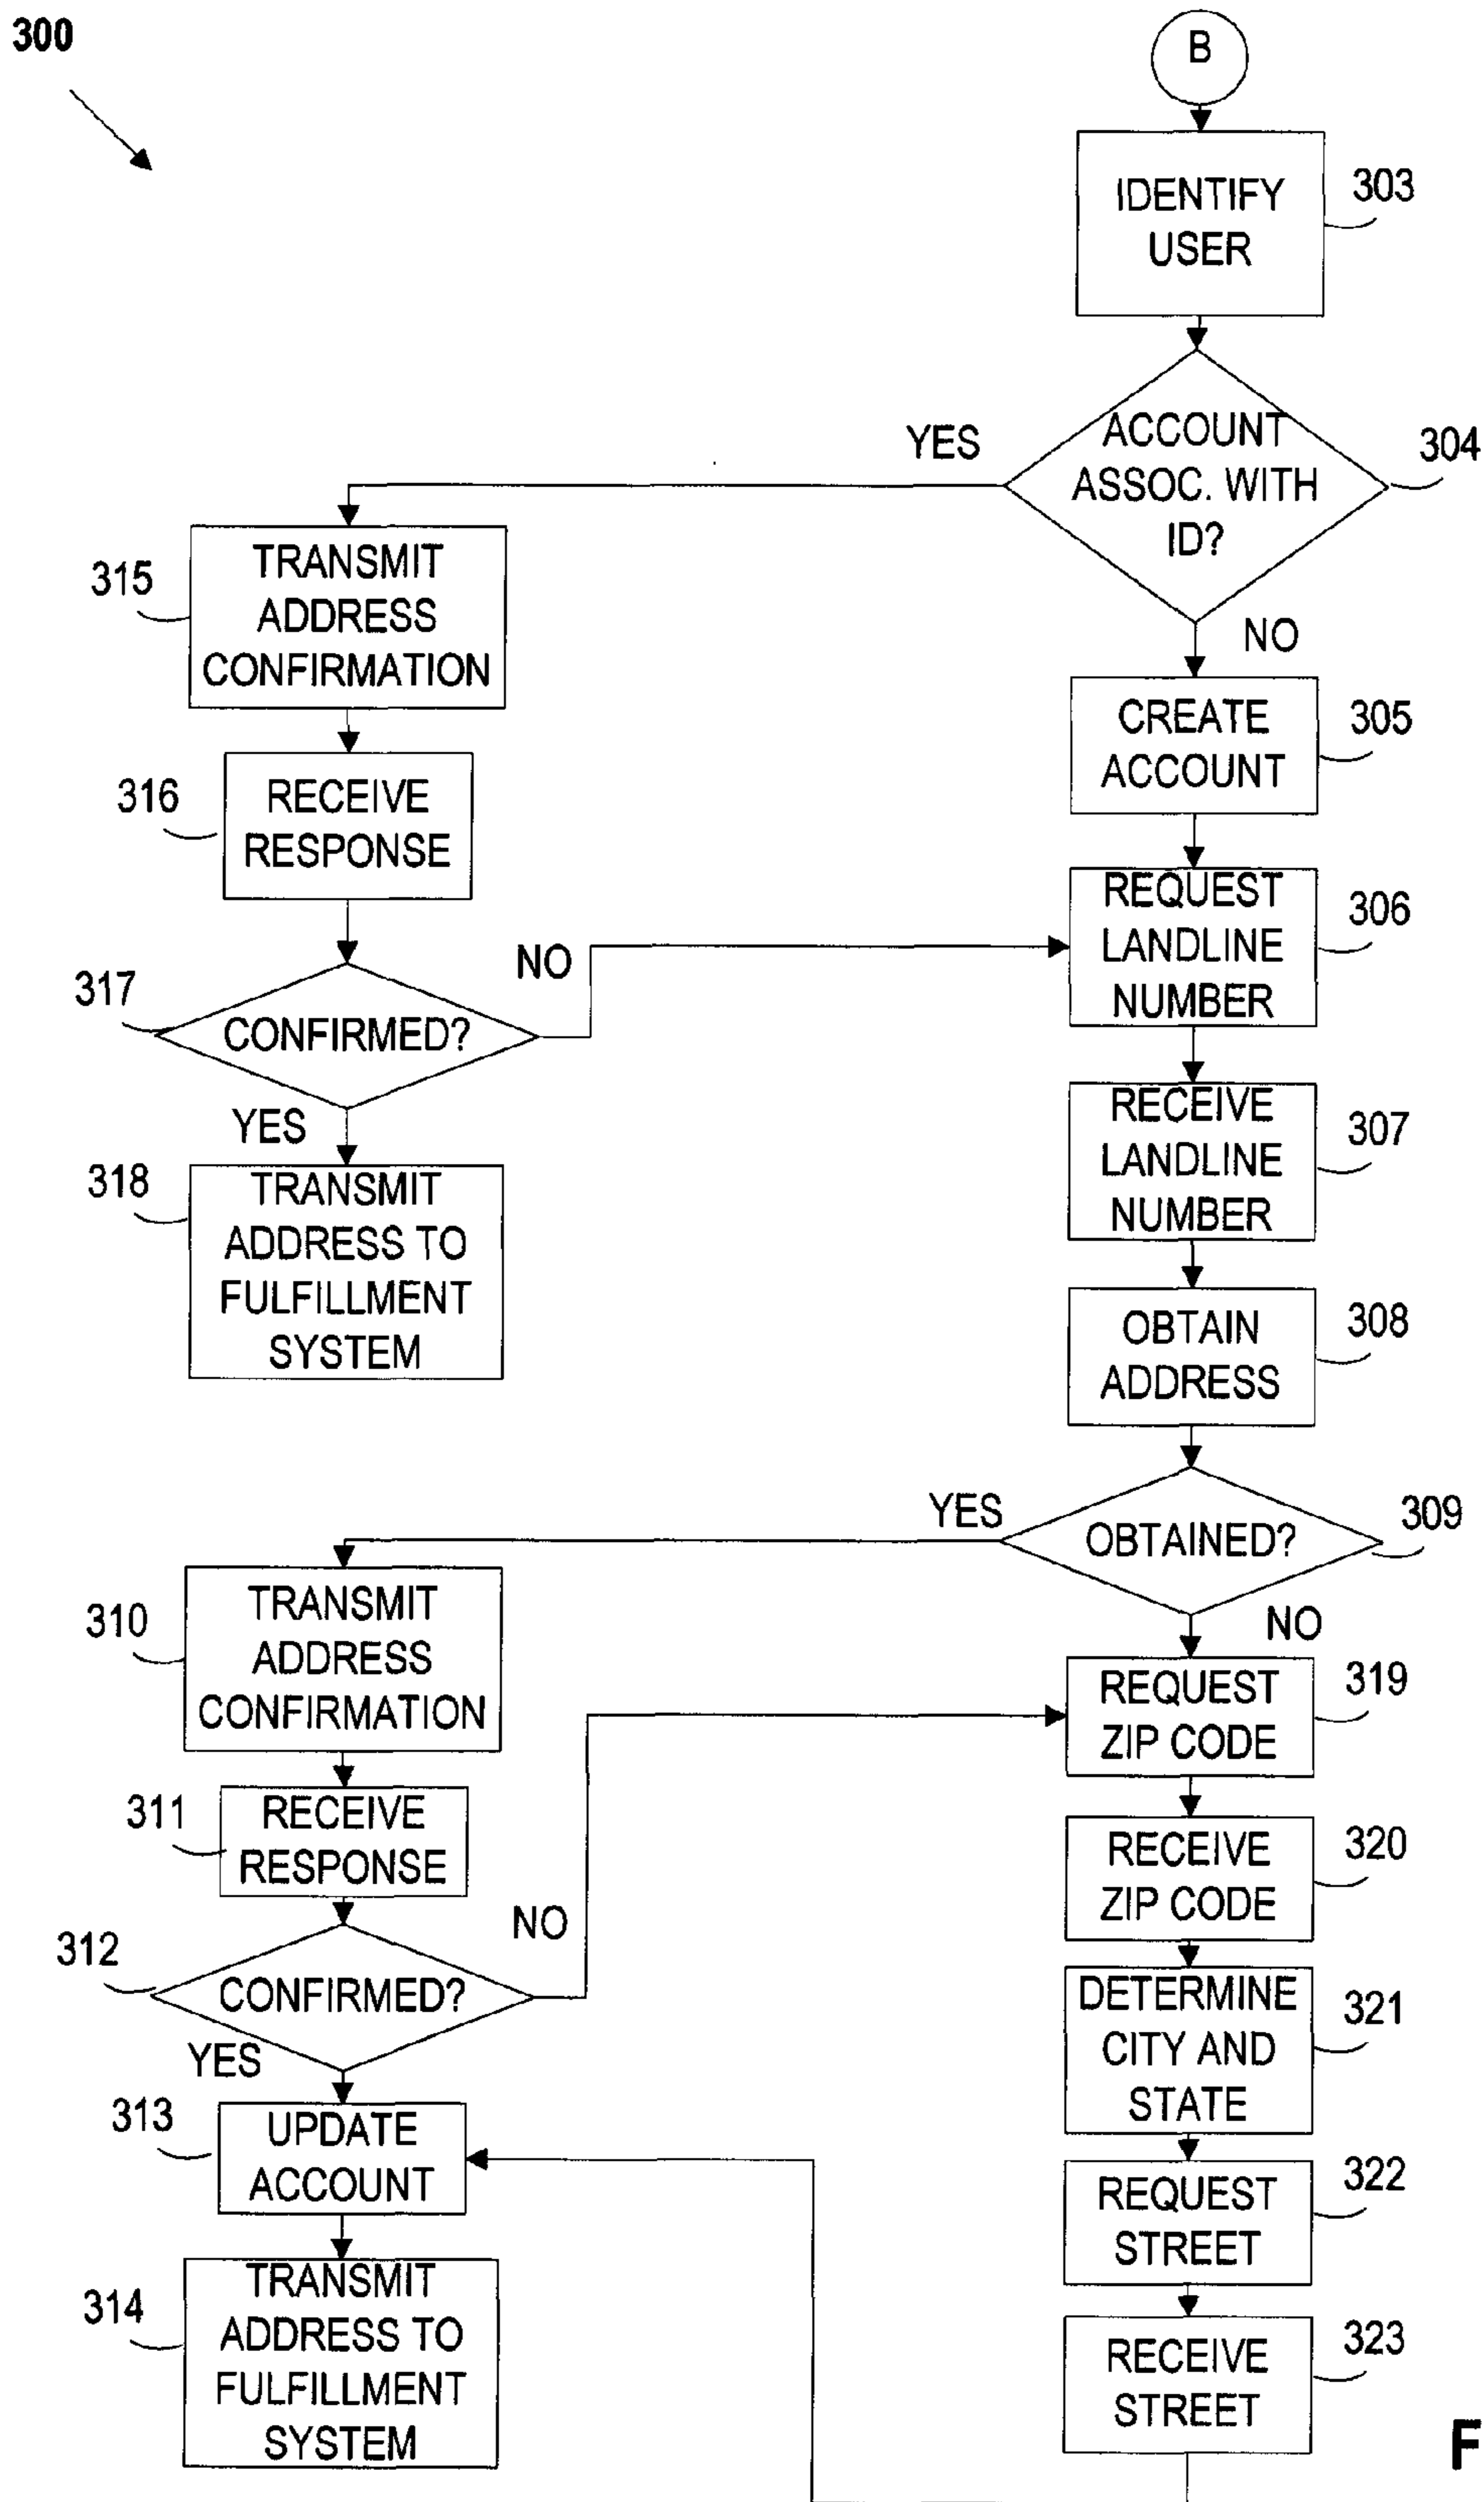 300
B
IDENTIFY
USER
303
ACCOUNT
ASSOC. WITH
ID?
304
YES
NO
TRANSMIT
ADDRESS
CONFIRMATION
315
CREATE
ACCOUNT
305
RECEIVE
RESPONSE
316
REQUEST
LANDLINE
NUMBER
306
CONFIRMED?
317
NO
YES
RECEIVE
LANDLINE
NUMBER
307
TRANSMIT
ADDRESS TO
FULFILLMENT
SYSTEM
318
OBTAIN
ADDRESS
308
OBTAINED?
309
YES
NO
TRANSMIT
ADDRESS
CONFIRMATION
310
REQUEST
ZIP CODE
319
RECEIVE
RESPONSE
311
RECEIVE
ZIP CODE
320
CONFIRMED?
312
NO
YES
DETERMINE
CITY AND
STATE
321
UPDATE
ACCOUNT
313
REQUEST
STREET
322
TRANSMIT
ADDRESS TO
FULFILLMENT
SYSTEM
314
RECEIVE
STREET
323
F